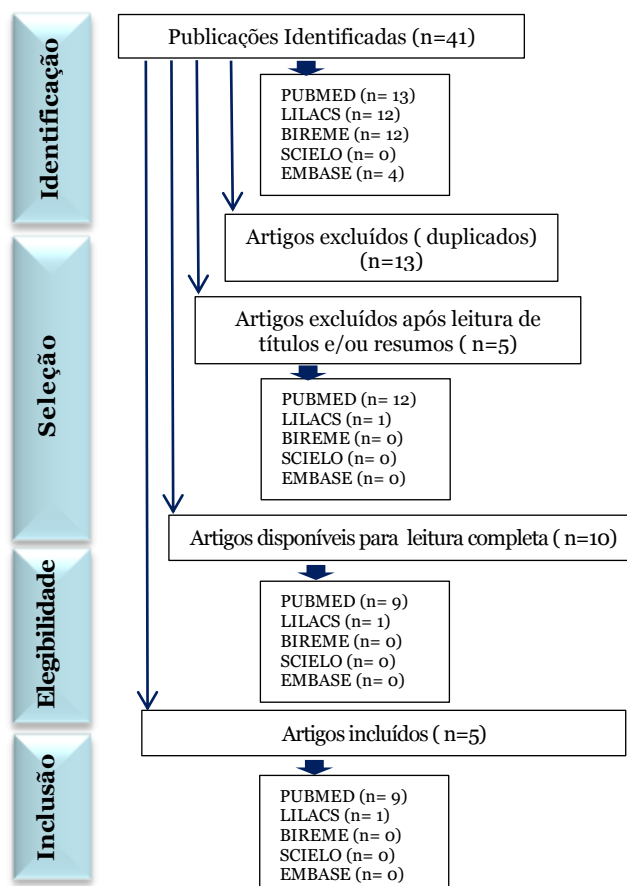 Identificação
Publicações Identificadas (n=41)
PUBMED (n= 13)
LILACS (n= 12)
BIREME (n= 12)
SCIELO (n= 0)
EMBASE (n= 4)
Seleção
Artigos excluídos ( duplicados)
(n=13)
Artigos excluídos após leitura de
títulos e/ou resumos ( n=5)
PUBMED (n= 12)
LILACS (n= 1)
BIREME (n= 0)
SCIELO (n= 0)
EMBASE (n= 0)
Artigos disponíveis para leitura completa ( n=10)
Elegibilidade
PUBMED (n= 9)
LILACS (n= 1)
BIREME (n= 0)
SCIELO (n= 0)
EMBASE (n= 0)
Artigos incluídos ( n=5)
Inclusão
PUBMED (n= 9)
LILACS (n= 1)
BIREME (n= 0)
SCIELO (n= 0)
EMBASE (n= 0)